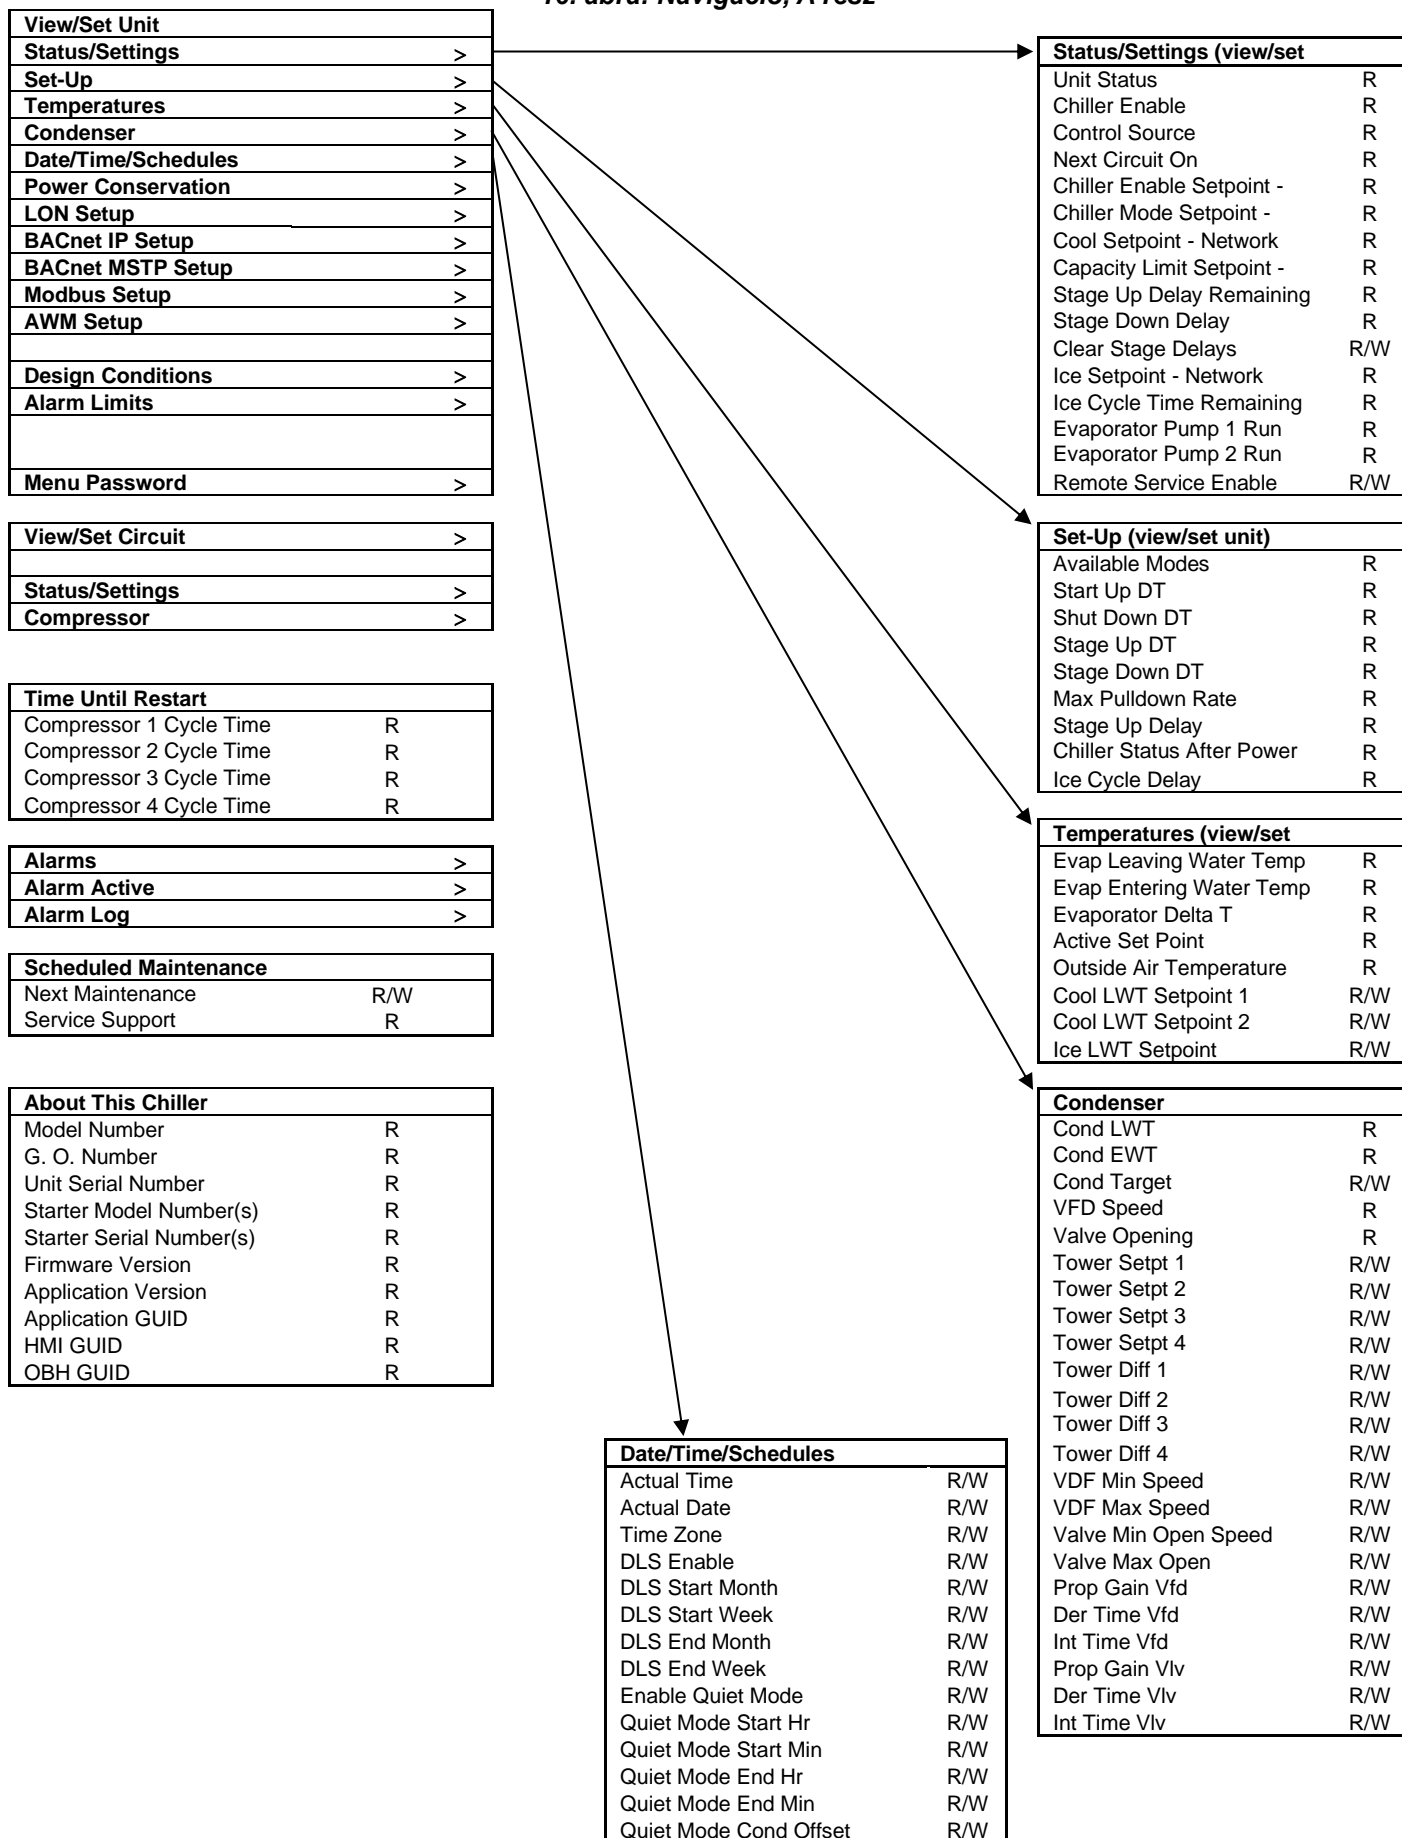 View/Set Unit
Status/Settings >
Set-Up >
Temperatures >
Condenser >
Date/Time/Schedules >
Power Conservation >
LON Setup >
BACnet IP Setup >
BACnet MSTP Setup >
Modbus Setup >
AWM Setup >
Design Conditions >
Alarm Limits >
Menu Password >
View/Set Circuit >
Status/Settings >
Compressor >
Time Until Restart
Compressor 1 Cycle Time R
Compressor 2 Cycle Time R
Compressor 3 Cycle Time R
Compressor 4 Cycle Time R
Alarms >
Alarm Active >
Alarm Log >
Scheduled Maintenance
Next Maintenance R/W
Service Support R
About This Chiller
Model Number R
G. O. Number R
Unit Serial Number R
Starter Model Number(s) R
Starter Serial Number(s) R
Firmware Version R
Application Version R
Application GUID R
HMI GUID R
OBH GUID R
Status/Settings (view/set
Unit Status R
Chiller Enable R
Control Source R
Next Circuit On R
Chiller Enable Setpoint - R
Chiller Mode Setpoint - R
Cool Setpoint - Network R
Capacity Limit Setpoint - R
Stage Up Delay Remaining R
Stage Down Delay R
Clear Stage Delays R/W
Ice Setpoint - Network R
Ice Cycle Time Remaining R
Evaporator Pump 1 Run R
Evaporator Pump 2 Run R
Remote Service Enable R/W
Set-Up (view/set unit)
Available Modes R
Start Up DT R
Shut Down DT R
Stage Up DT R
Stage Down DT R
Max Pulldown Rate R
Stage Up Delay R
Chiller Status After Power R
Ice Cycle Delay R
Temperatures (view/set
Evap Leaving Water Temp R
Evap Entering Water Temp R
Evaporator Delta T R
Active Set Point R
Outside Air Temperature R
Cool LWT Setpoint 1 R/W
Cool LWT Setpoint 2 R/W
Ice LWT Setpoint R/W
Condenser
Cond LWT R
Cond EWT R
Cond Target R/W
VFD Speed R
Valve Opening R
Tower Setpt 1 R/W
Tower Setpt 2 R/W
Tower Setpt 3 R/W
Tower Setpt 4 R/W
Tower Diff 1 R/W
Tower Diff 2 R/W
Tower Diff 3 R/W
Tower Diff 4 R/W
VDF Min Speed R/W
VDF Max Speed R/W
Valve Min Open Speed R/W
Valve Max Open R/W
Prop Gain Vfd R/W
Der Time Vfd R/W
Int Time Vfd R/W
Prop Gain Vlv R/W
Der Time Vlv R/W
Int Time Vlv R/W
Date/Time/Schedules
Actual Time R/W
Actual Date R/W
Time Zone R/W
DLS Enable R/W
DLS Start Month R/W
DLS Start Week R/W
DLS End Month R/W
DLS End Week R/W
Enable Quiet Mode R/W
Quiet Mode Start Hr R/W
Quiet Mode Start Min R/W
Quiet Mode End Hr R/W
Quiet Mode End Min R/W
Quiet Mode Cond Offset R/W